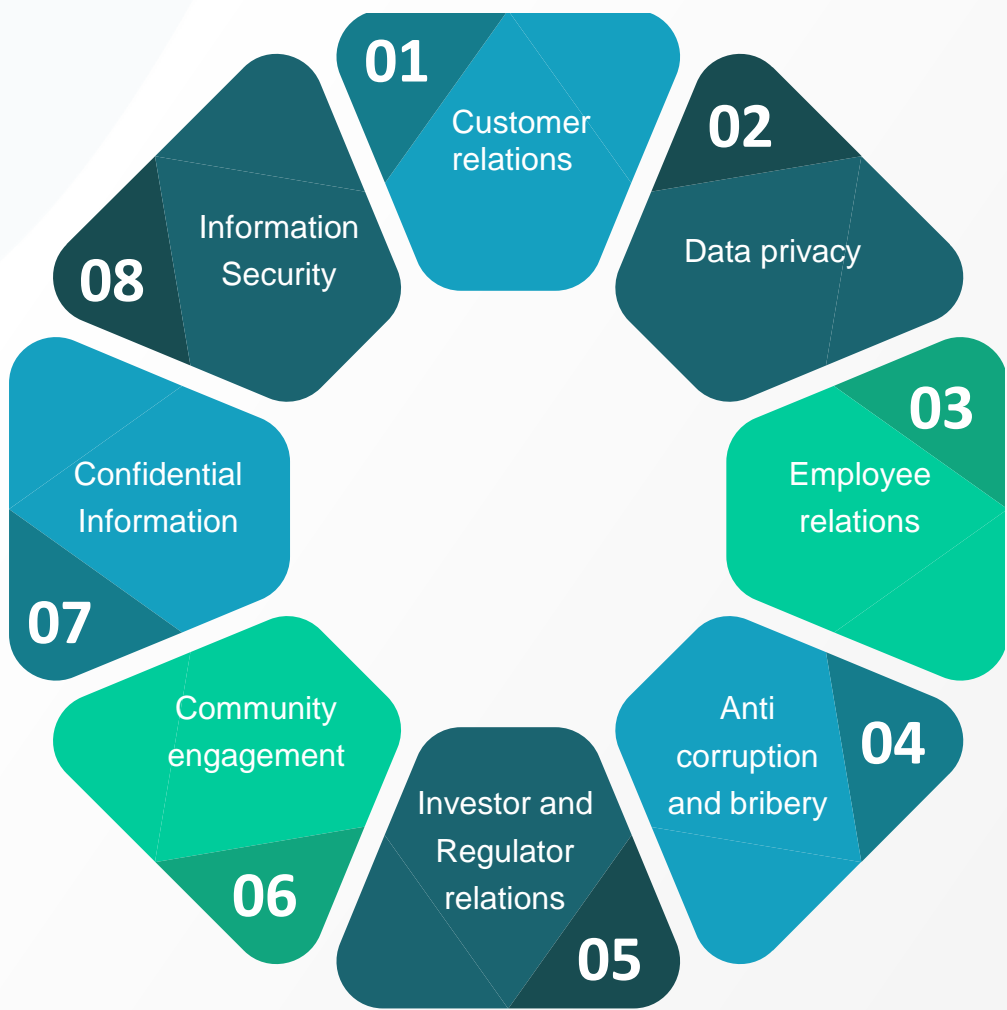 01
Customer
relations
02
Data privacy
03
Employee
relations
04
Anti
corruption
and bribery
05
Investor and
Regulator
relations
06
Community
engagement
07
Confidential
Information
08
Information
Security